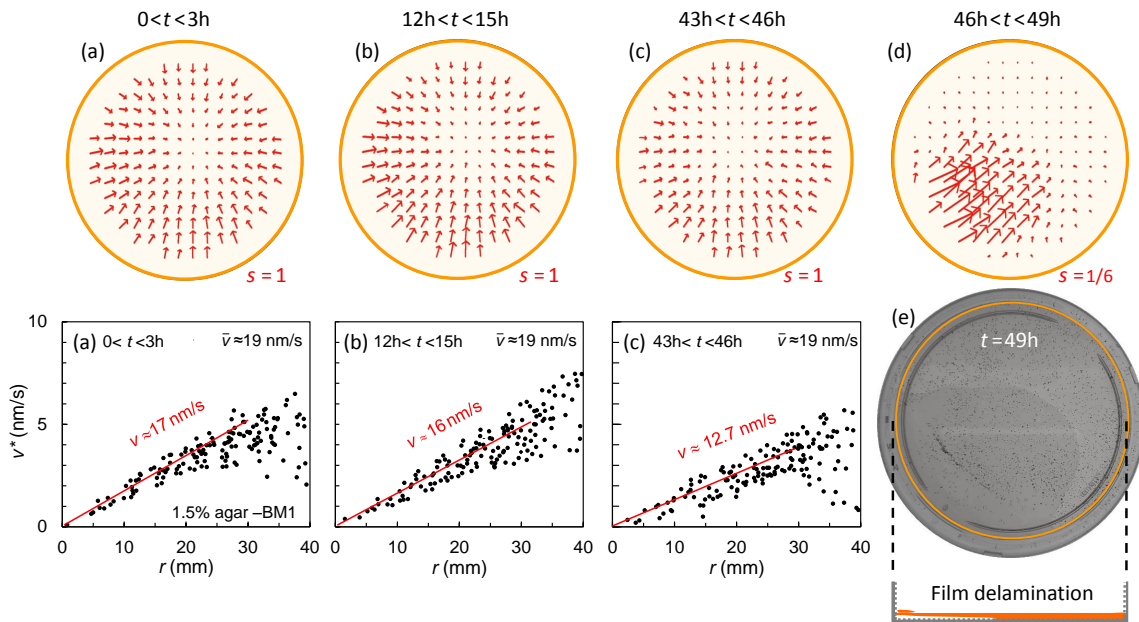 0< t <3h 12h< t <15h 43h< t <46h 46h< t <49h
(a) (b) (c) (d)
s = 1 s = 1 s = 1 s = 1/6
(e)
t = 49h
10
5
0
v* (nm/s)
(a) 0< t <3h v̄ ≈19 nm/s
v ≈ 17 nm/s
1.5% agar –BM1
0 10 20 30 40
r (mm)
(b) 12h< t <15h v̄ ≈19 nm/s
v ≈ 16 nm/s
0 10 20 30 40
r (mm)
(c) 43h< t <46h v̄ ≈19 nm/s
v ≈ 12.7 nm/s
0 10 20 30 40
r (mm)
Film delamination